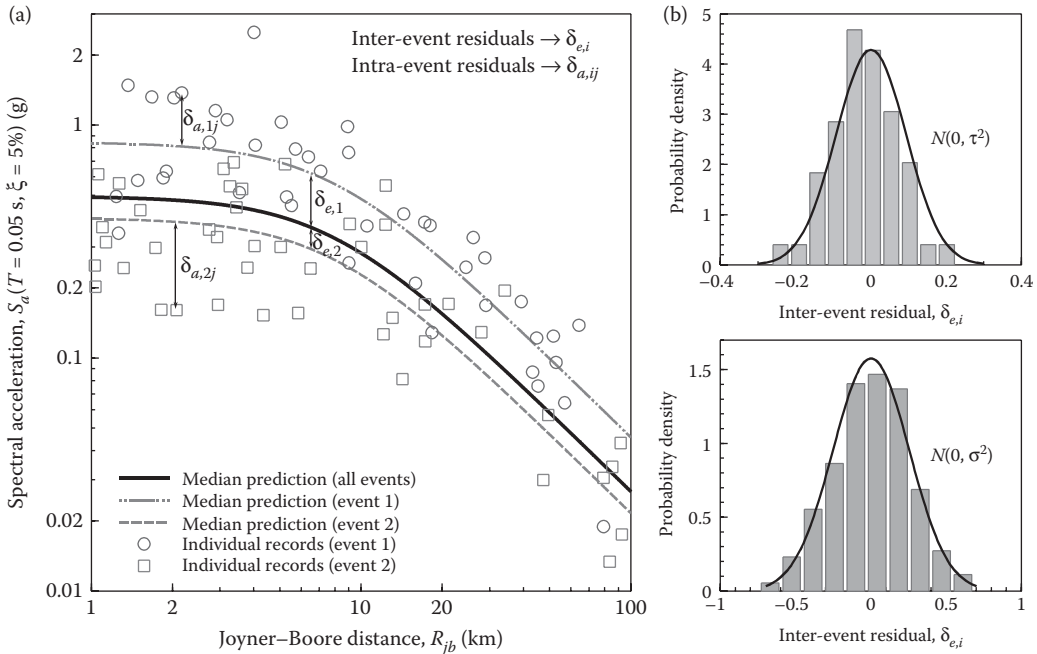 (a)
Spectral acceleration, Sₐ(T = 0.05 s, ξ = 5%) (g)
2
1
0.2
0.1
0.02
0.01
Inter-event residuals → δₑ,ᵢ
Intra-event residuals → δₐ,ᵢⱼ
δₐ,₁ⱼ
δₑ,₁
δₑ,₂
δₐ,₂ⱼ
Median prediction (all events)
Median prediction (event 1)
Median prediction (event 2)
Individual records (event 1)
Individual records (event 2)
1 2 10 20 100
Joyner–Boore distance, R_jb (km)
(b)
Probability density
5
4
3
2
1
0
N(0, τ²)
−0.4 −0.2 0 0.2 0.4
Inter-event residual, δₑ,ᵢ
Probability density
1.5
1
0.5
0
N(0, σ²)
−1 −0.5 0 0.5 1
Inter-event residual, δₑ,ᵢ